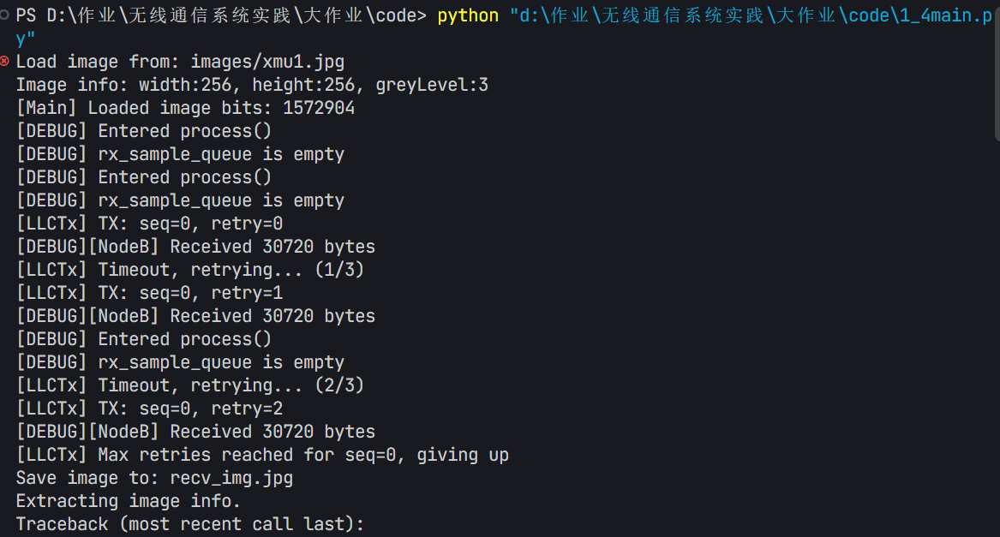 PS D:\作业\无线通信系统实践\大作业\code> python "d:\作业\无线通信系统实践\大作业\code\1_4main.p
y"
Load image from: images/xmu1.jpg
Image info: width:256, height:256, greyLevel:3
[Main] Loaded image bits: 1572904
[DEBUG] Entered process()
[DEBUG] rx_sample_queue is empty
[DEBUG] Entered process()
[DEBUG] rx_sample_queue is empty
[LLCTx] TX: seq=0, retry=0
[DEBUG][NodeB] Received 30720 bytes
[LLCTx] Timeout, retrying... (1/3)
[LLCTx] TX: seq=0, retry=1
[DEBUG][NodeB] Received 30720 bytes
[DEBUG] Entered process()
[DEBUG] rx_sample_queue is empty
[LLCTx] Timeout, retrying... (2/3)
[LLCTx] TX: seq=0, retry=2
[DEBUG][NodeB] Received 30720 bytes
[LLCTx] Max retries reached for seq=0, giving up
Save image to: recv_img.jpg
Extracting image info.
Traceback (most recent call last):